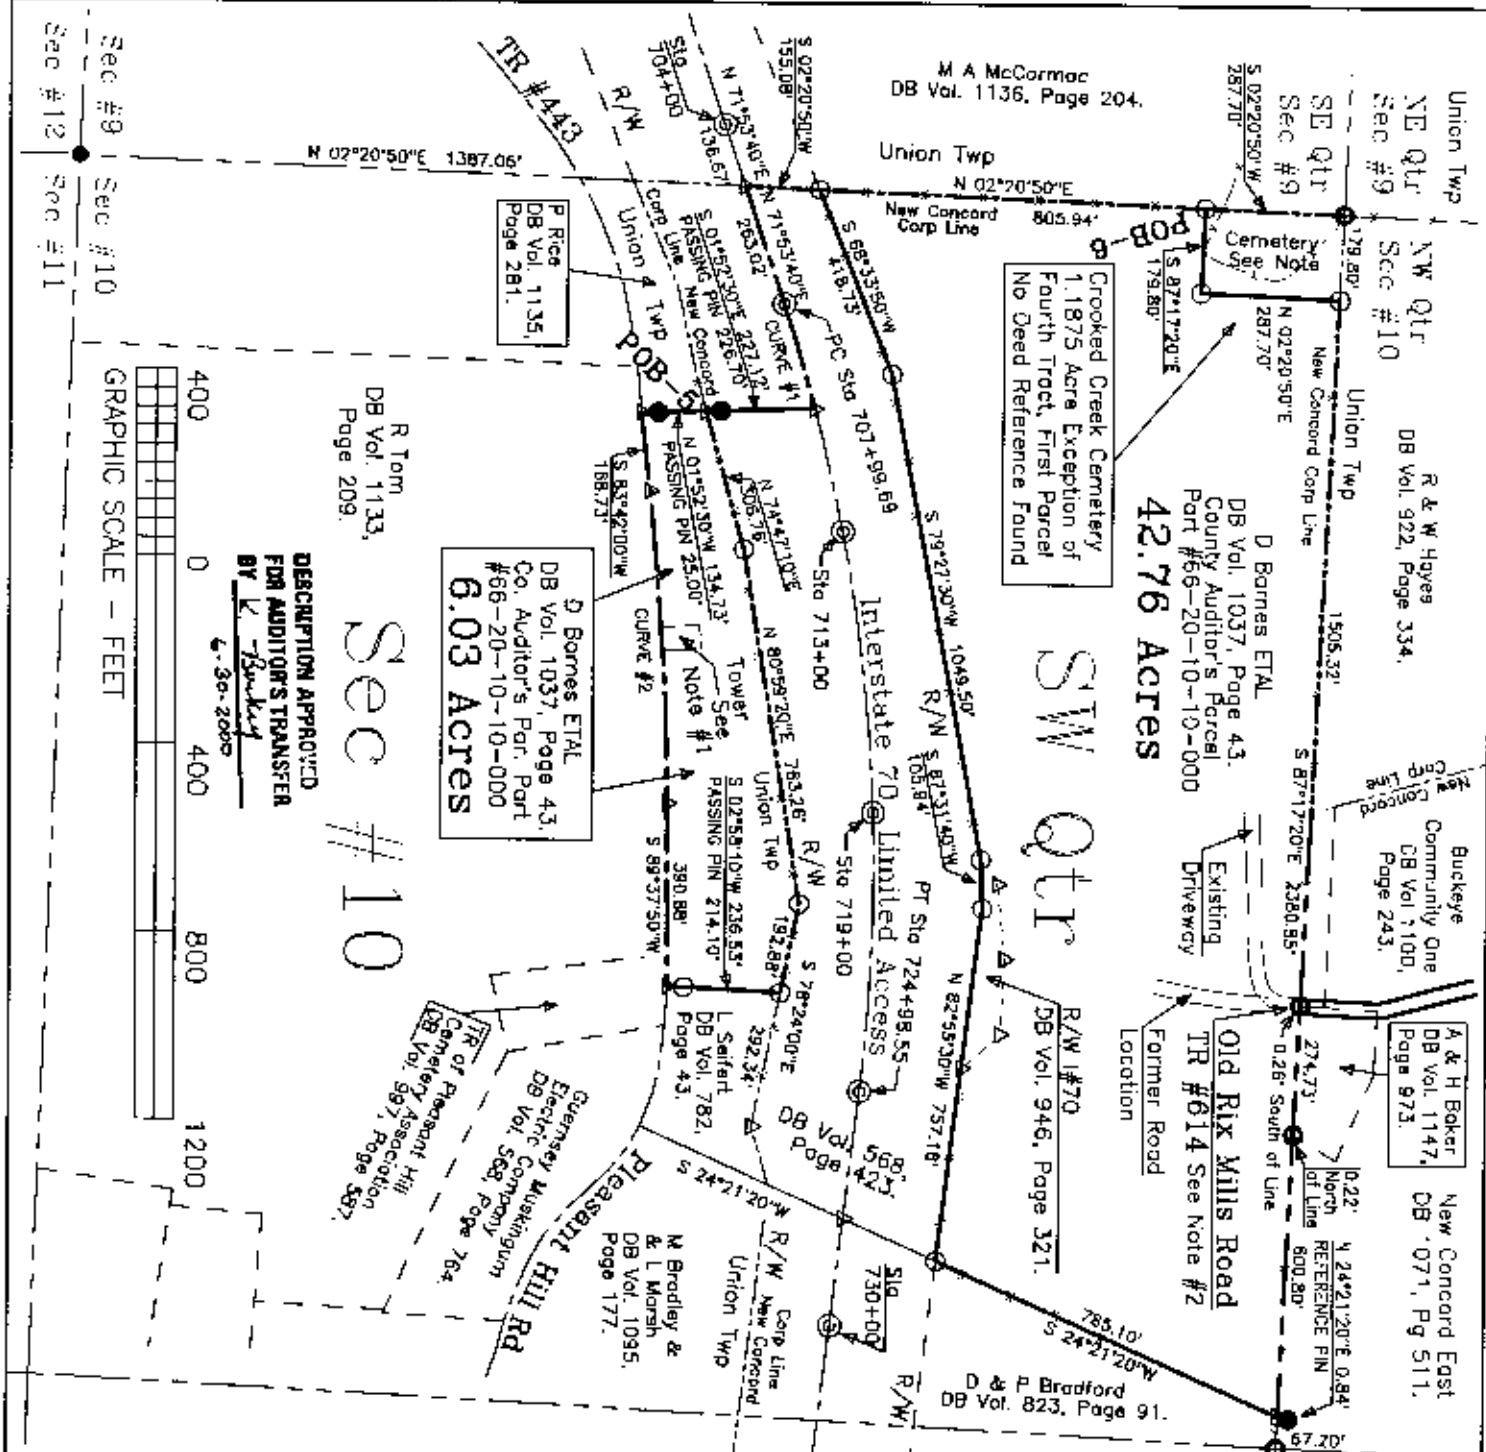 Union Twp
NE Qtr
Sec #9
SE Qtr
Sec #9
NW Qtr
Sec #10
S 02°20'50"W
287.70'
M A McCormac
DB Vol. 1136, Page 204.
Union Twp
N 02°20'50"E
805.94'
New Concord
Corp Line
S 02°20'50"W
155.08'
N 02°20'50"E 1387.06'
Sec #9
Sec #12
Sec #10
Sec #11
179.80'
Cemetery
See Note
POB-6
S 87°17'20"E
179.80'
N 02°20'50"E
287.70'
Crooked Creek Cemetery
1.1875 Acre Exception of
Fourth Tract, First Parcel
No Deed Reference Found
R & W Hayes
DB Vol. 922, Page 334.
Union Twp
New Concord Corp Line
1505.32'
S 87°17'20"E 2380.85'
D Barnes ETAL
DB Vol. 1037, Page 43.
County Auditor's Parcel
Part #66-20-10-10-000
42.76 Acres
New Concord
Corp Line
Buckeye
Community One
DB Vol 1100,
Page 243.
Existing
Driveway
A & H Baker
DB Vol. 1147,
Page 973.
274.73'
0.26' South of Line
Old Rix Mills Road
TR #614 See Note #2
Former Road
Location
New Concord East
DB 1071, Pg 511.
0.22'
North
of Line
N 24°21'20"E 0.84'
REFERENCE PIN
600.80'
67.20'
785.10'
S 24°21'20"W
D & P Bradford
DB Vol. 823, Page 91.
SW Qtr
S 68°33'50"W
418.73'
S 79°27'30"W 1049.50'
R/W
S 87°31'40"W
105.84'
N 82°55'30"W 757.18'
R/W I#70
DB Vol. 946, Page 321.
Sta
704+00
N 71°53'40"E
136.67'
N 71°53'40"E
263.02'
PC Sta 707+99.69
CURVE #1
Sta 713+00
Interstate 70 Limited Access
Sta 719+00
PT Sta 724+98.55
DB Vol. 568,
Page 423.
Sta
730+00
R/W
TR #443
R/W
Corp Line New Concord
Union Twp
S 01°52'30"E 227.12'
PASSING PIN 226.70'
P Rice
DB Vol. 1135,
Page 281.
POB-5
N 01°52'30"W 134.73'
PASSING PIN 25.00'
N 74°47'10"E
306.76'
S 83°42'00"W
188.73'
N 80°59'20"E 783.26'
R/W
Union Twp
Tower
See
Note #1
CURVE #2
S 02°58'10"W 236.53'
PASSING PIN 214.10'
390.88'
S 89°37'50"W
S 78°24'00"E
192.88'
292.34'
L Seifert
DB Vol. 782,
Page 43.
S 24°21'20"W
R/W
Corp Line
New Concord
Union Twp
M Bradley &
& L Marsh
DB Vol. 1095,
Page 177.
Pleasant Hill Rd
Guernsey Muskingum
Electric Company
DB Vol. 568, Page 764.
TR of Pleasant Hill
Cemetery Association
DB Vol. 997, Page 587.
D Barnes ETAL
DB Vol. 1037, Page 43.
Co. Auditor's Par. Part
#66-20-10-10-000
6.03 Acres
Sec #10
R Tom
DB Vol. 1133,
Page 209.
DESCRIPTION APPROVED
FOR AUDITOR'S TRANSFER
BY K.
6-30-2000
400 0 400 800 1200
GRAPHIC SCALE - FEET